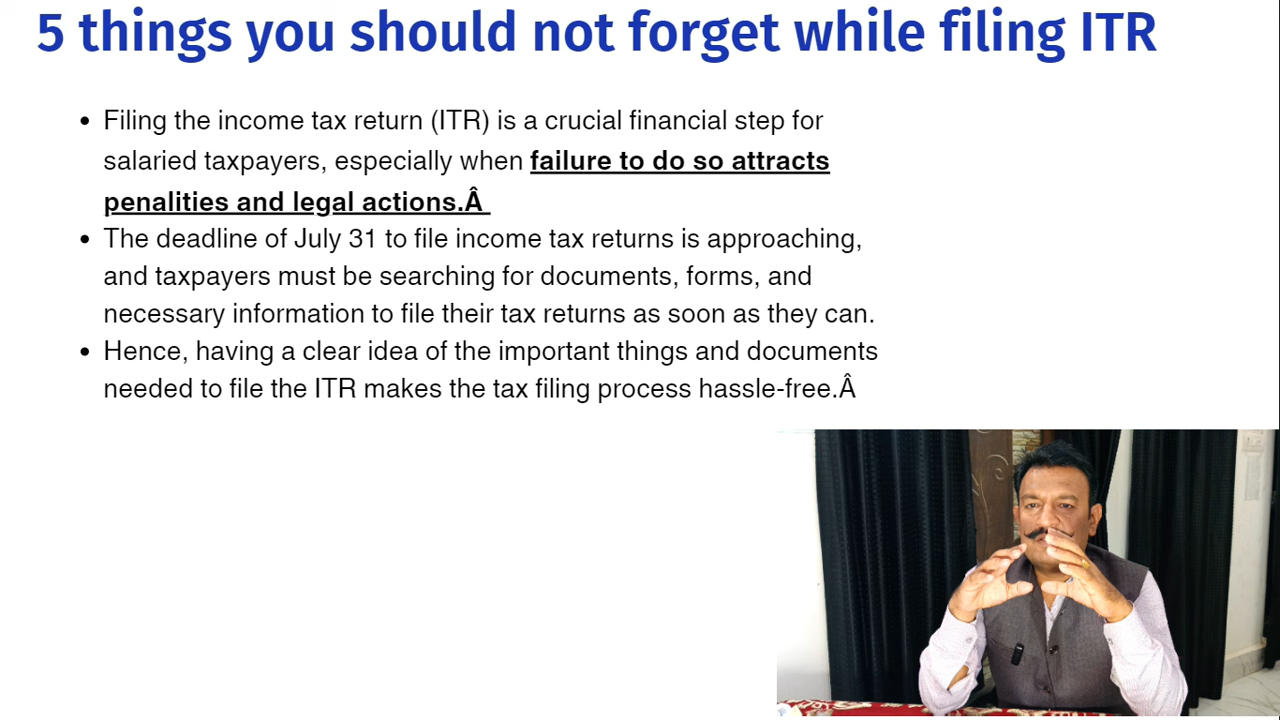 5 things you should not forget while filing ITR
Filing the income tax return (ITR) is a crucial financial step for
salaried taxpayers, especially when failure to do so attracts
penalities and legal actions.Â
The deadline of July 31 to file income tax returns is approaching,
and taxpayers must be searching for documents, forms, and
necessary information to file their tax returns as soon as they can.
Hence, having a clear idea of the important things and documents
needed to file the ITR makes the tax filing process hassle-free.Â